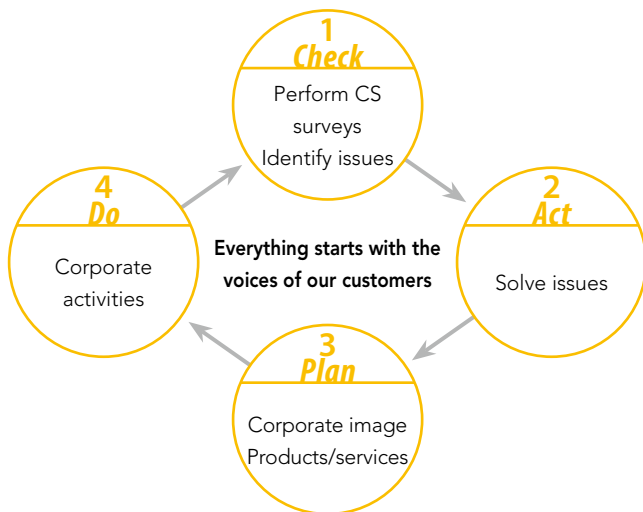 1
Check
Perform CS
surveys
Identify issues
2
Act
Solve issues
3
Plan
Corporate image
Products/services
4
Do
Corporate
activities
Everything starts with the
voices of our customers